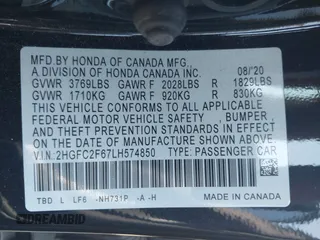 MFD.BY HONDA OF CANADA MFG.,
A DIVISION OF HONDA CANADA INC. 08/20
GVWR 3769LBS GAWR F 2028LBS R 1829LBS
GVWR 1710KG GAWR F 920KG R 830KG
THIS VEHICLE CONFORMS TO ALL APPLICABLE
FEDERAL MOTOR VEHICLE SAFETY , BUMPER ,
AND THEFT PREVENTION STANDARDS IN EFFECT
ON THE DATE OF MANUFACTURE SHOWN ABOVE.
V.I.N:2HGFC2F67LH574850 TYPE:PASSENGER CAR
TBD L LF6 -NH731P -A -H MADE IN CANADA
DREAMBID